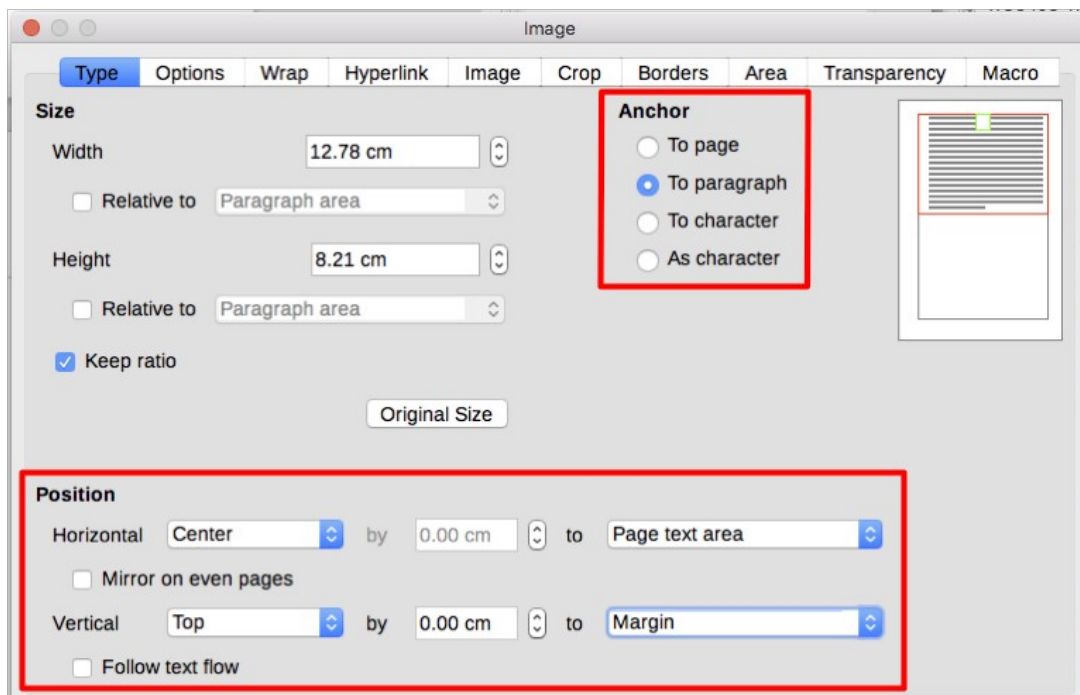 Image
Type Options Wrap Hyperlink Image Crop Borders Area Transparency Macro
Size
Width 12.78 cm
Relative to Paragraph area
Height 8.21 cm
Relative to Paragraph area
Keep ratio
Original Size
Anchor
To page
To paragraph
To character
As character
Position
Horizontal Center by 0.00 cm to Page text area
Mirror on even pages
Vertical Top by 0.00 cm to Margin
Follow text flow